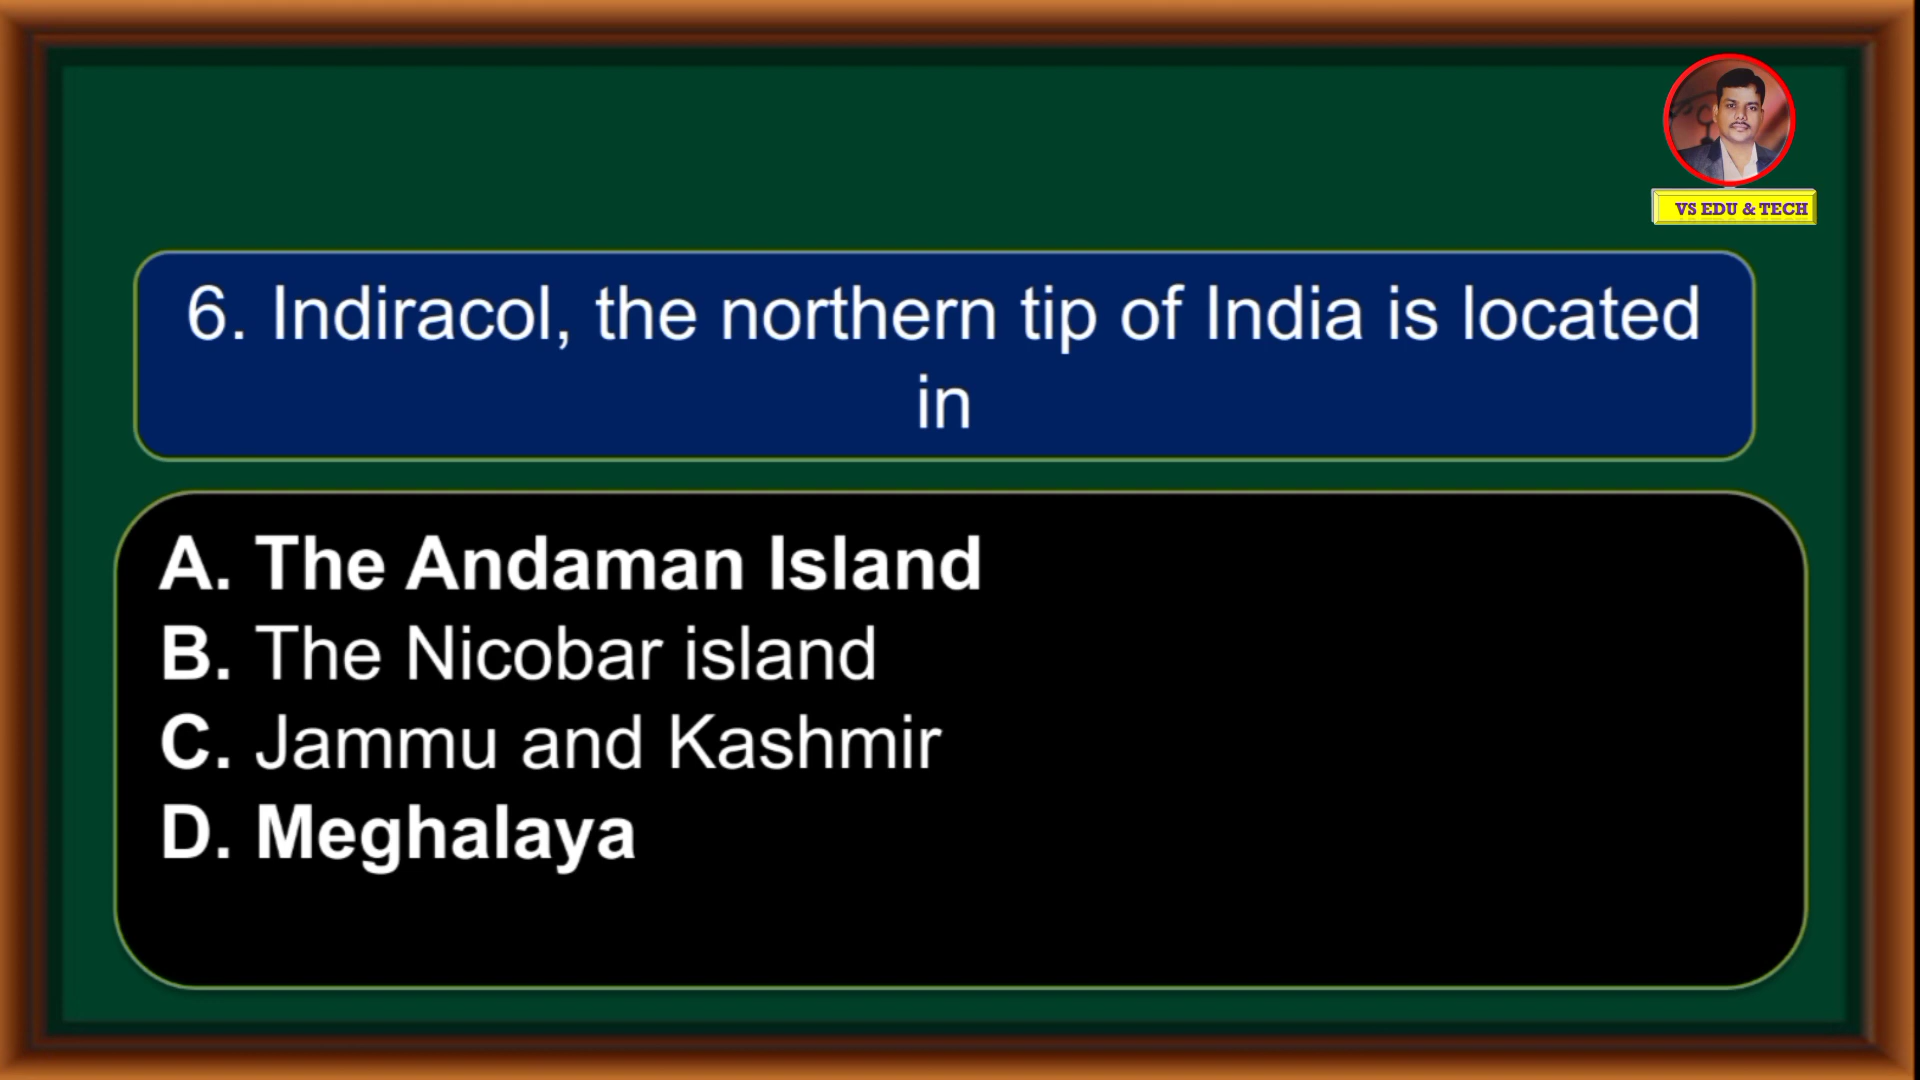 VS EDU & TECH
6. Indiracol, the northern tip of India is located
in
A. The Andaman Island
B. The Nicobar island
C. Jammu and Kashmir
D. Meghalaya